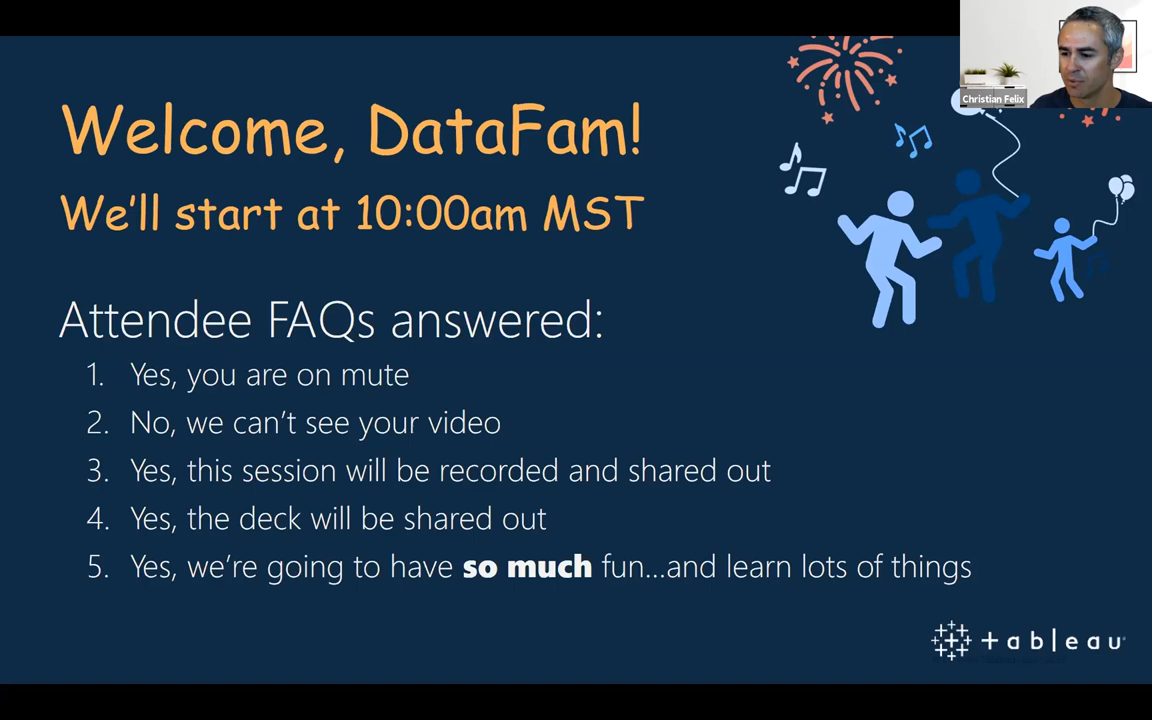 Christian Felix
Welcome, DataFam!
We'll start at 10:00am MST
Attendee FAQs answered:
1. Yes, you are on mute
2. No, we can't see your video
3. Yes, this session will be recorded and shared out
4. Yes, the deck will be shared out
5. Yes, we're going to have so much fun...and learn lots of things
+ableau®